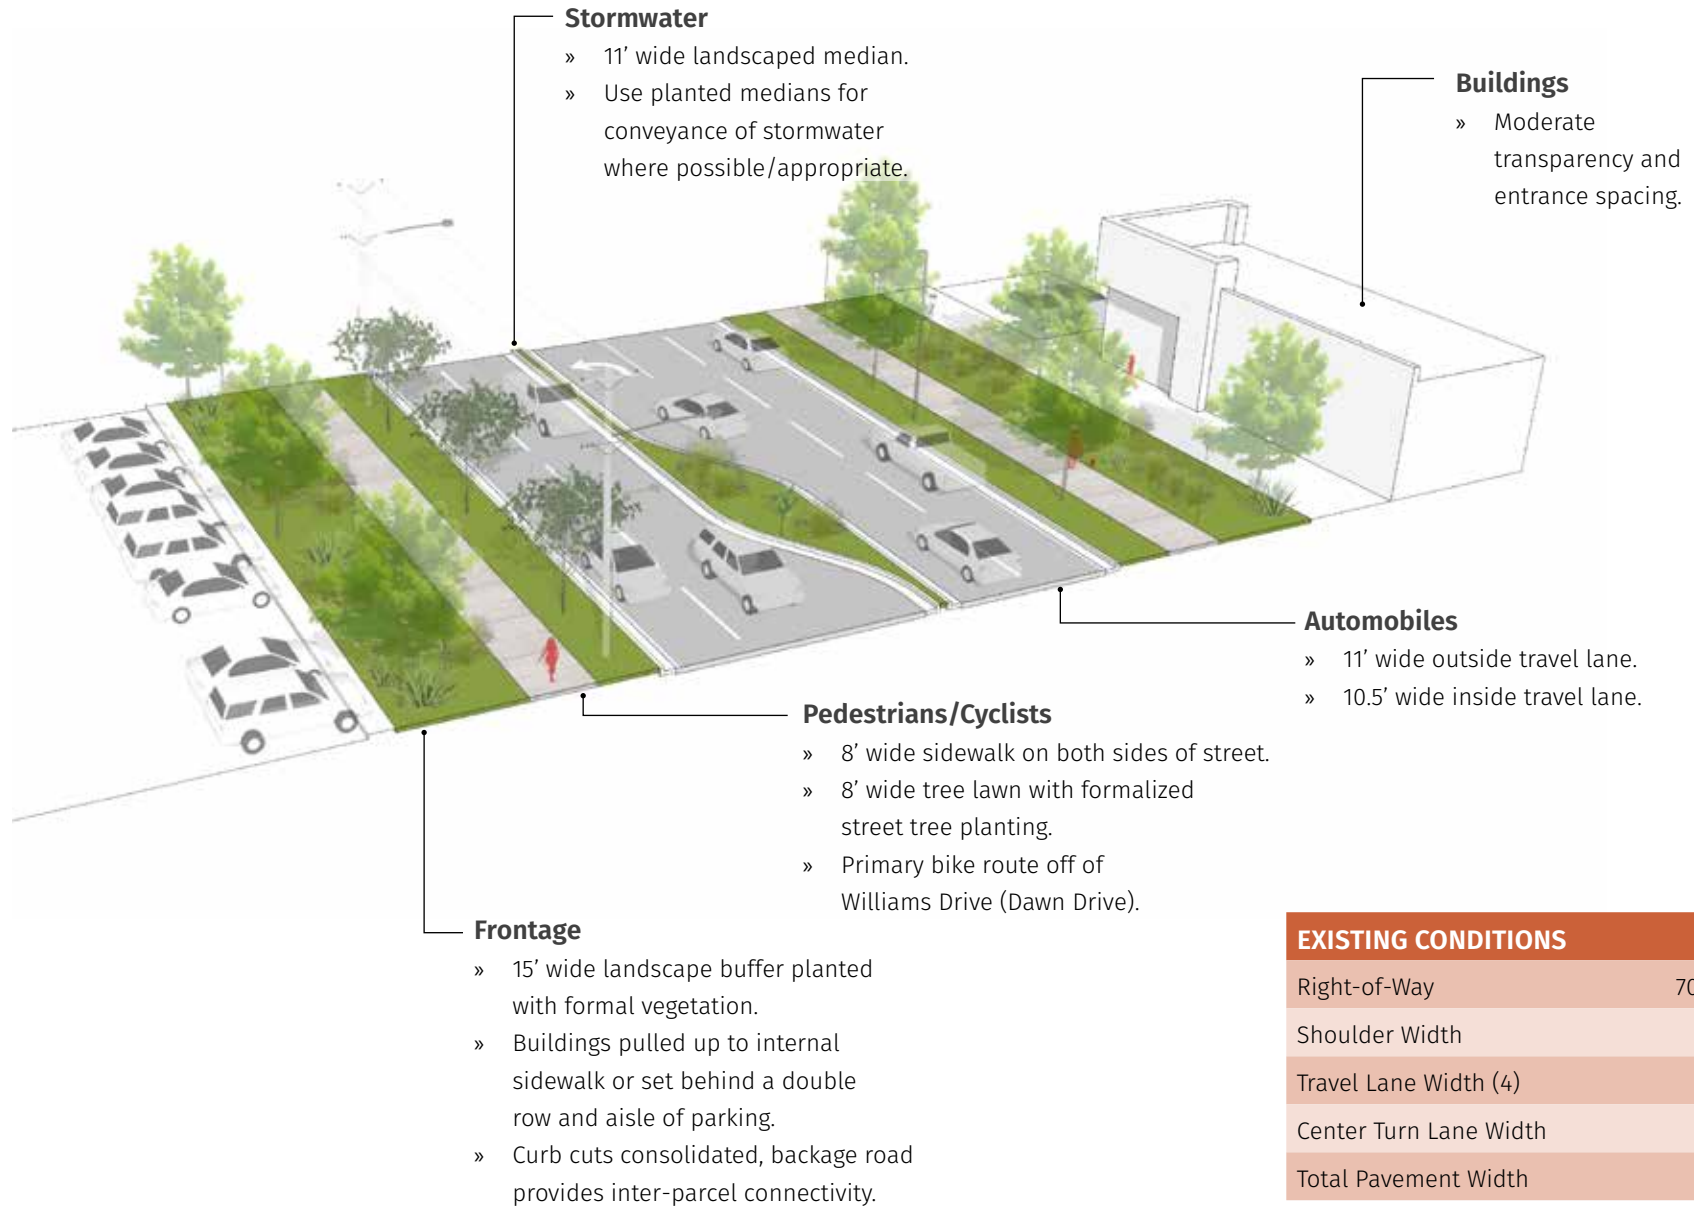 Stormwater
» 11’ wide landscaped median.
» Use planted medians for
conveyance of stormwater
where possible/appropriate.
Buildings
» Moderate
transparency and
entrance spacing.
Automobiles
» 11’ wide outside travel lane.
» 10.5’ wide inside travel lane.
Pedestrians/Cyclists
» 8’ wide sidewalk on both sides of street.
» 8’ wide tree lawn with formalized
street tree planting.
» Primary bike route off of
Williams Drive (Dawn Drive).
Frontage
» 15’ wide landscape buffer planted
with formal vegetation.
» Buildings pulled up to internal
sidewalk or set behind a double
row and aisle of parking.
» Curb cuts consolidated, backage road
provides inter-parcel connectivity.
EXISTING CONDITIONS
Right-of-Way 70
Shoulder Width
Travel Lane Width (4)
Center Turn Lane Width
Total Pavement Width